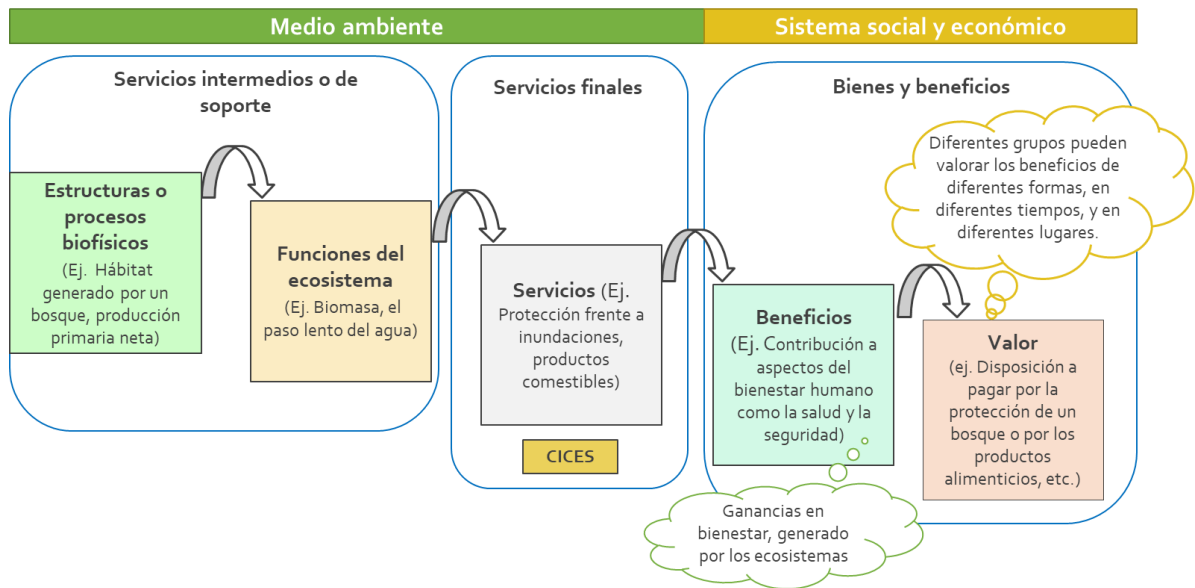 Medio ambiente
Sistema social y económico
Servicios intermedios o de
soporte
Servicios finales
Bienes y beneficios
Estructuras o
procesos
biofísicos
(Ej. Hábitat
generado por un
bosque, producción
primaria neta)
Funciones del
ecosistema
(Ej. Biomasa, el
paso lento del agua)
Servicios (Ej.
Protección frente a
inundaciones,
productos
comestibles)
CICES
Beneficios
(Ej. Contribución a
aspectos del
bienestar humano
como la salud y la
seguridad)
Ganancias en
bienestar, generado
por los ecosistemas
Valor
(ej. Disposición a
pagar por la
protección de un
bosque o por los
productos
alimenticios, etc.)
Diferentes grupos pueden
valorar los beneficios de
diferentes formas, en
diferentes tiempos, y en
diferentes lugares.